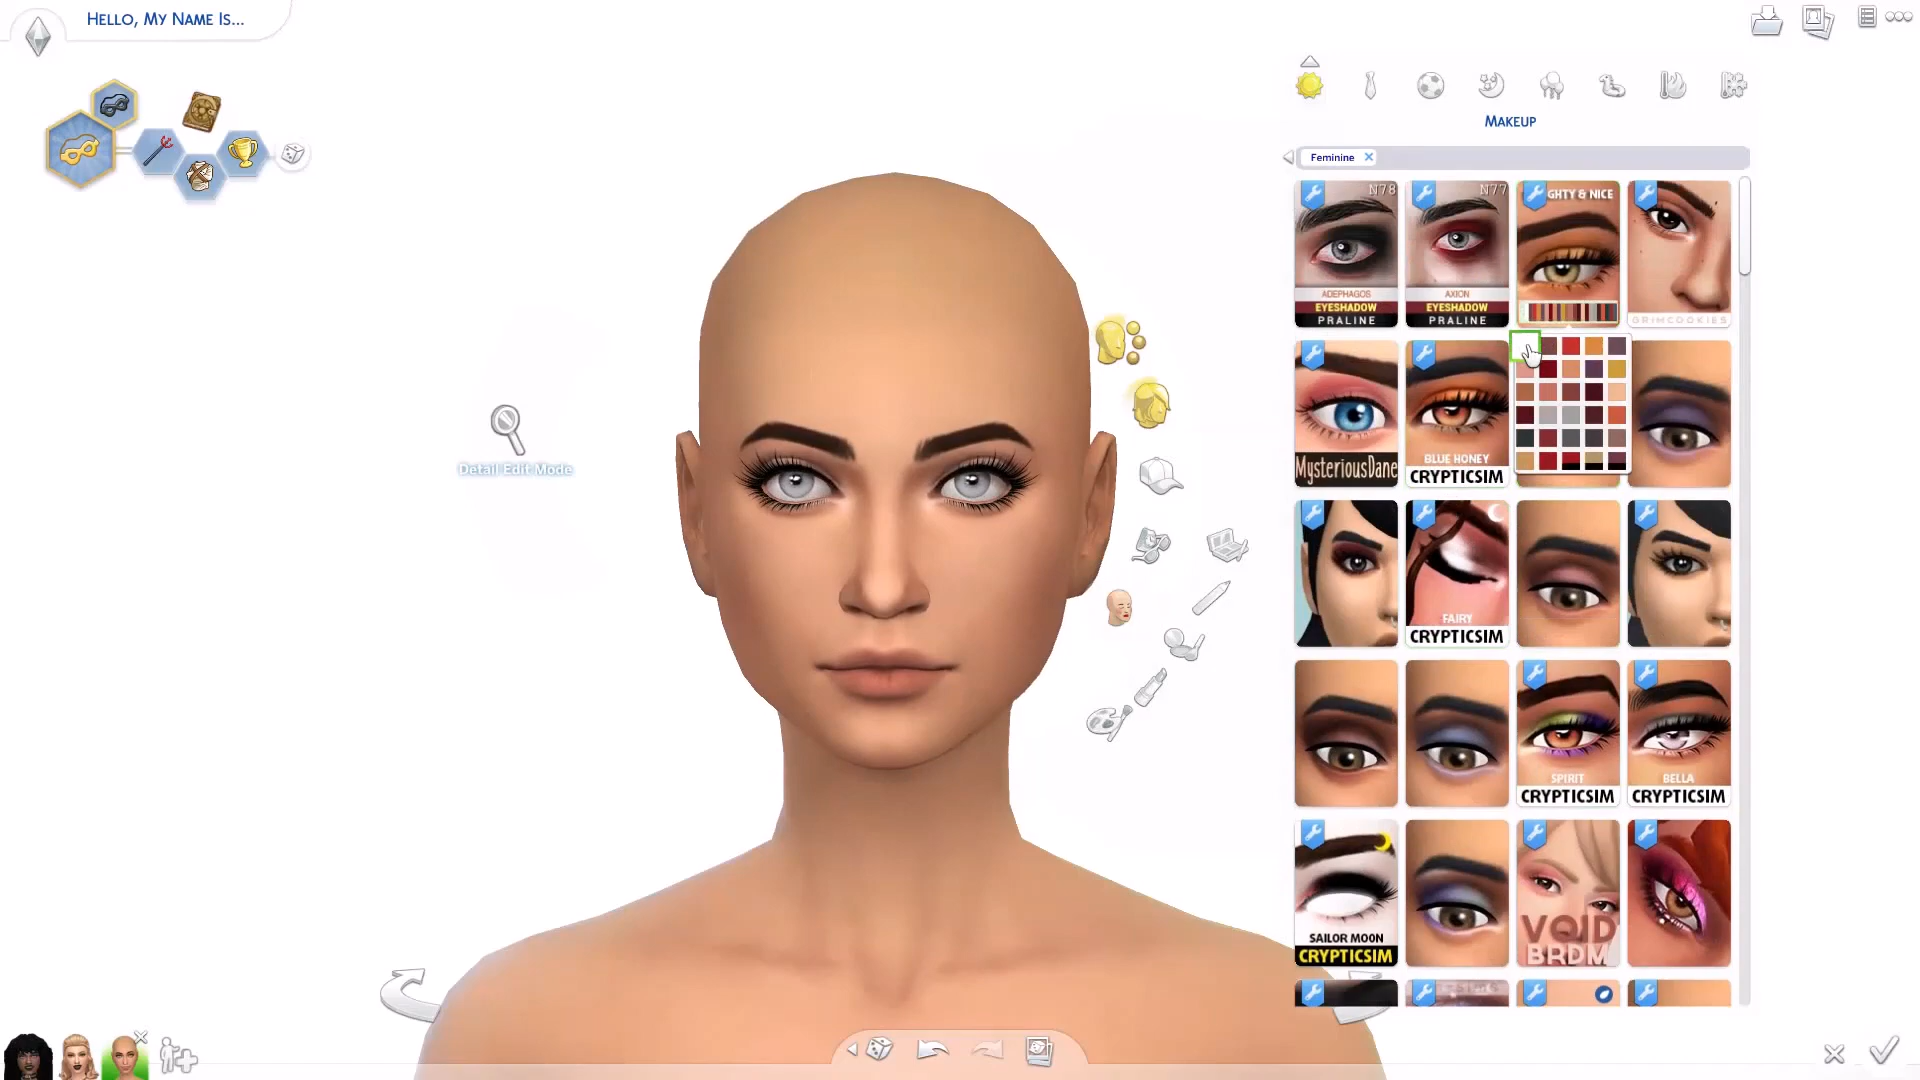 Hello, My Name Is...
Makeup
Feminine
N78
N77
GHTY & NICE
ADEPHAGOS
EYESHADOW
PRALINE
AXION
EYESHADOW
PRALINE
GRIMCOOKIES
Detail Edit Mode
MysteriousDane
BLUE HONEY
CRYPTICSIM
FAIRY
CRYPTICSIM
SPIRIT
CRYPTICSIM
BELLA
CRYPTICSIM
SAILOR MOON
CRYPTICSIM
VOID
BRDM